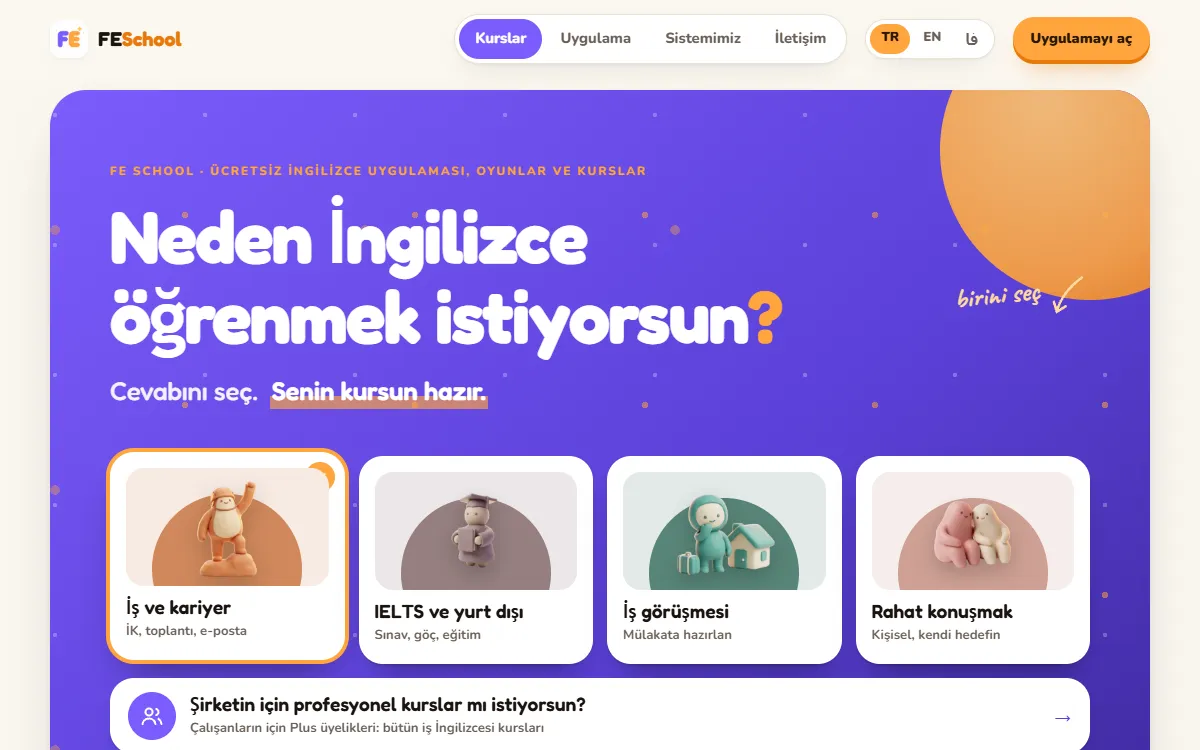 FE FESchool
Kurslar Uygulama Sistemimiz İletişim
TR EN فا
Uygulamayı aç
FE SCHOOL · ÜCRETSİZ İNGİLİZCE UYGULAMASI, OYUNLAR VE KURSLAR
Neden İngilizce
öğrenmek istiyorsun?
birini seç
Cevabını seç. Senin kursun hazır.
İş ve kariyer
İK, toplantı, e-posta
IELTS ve yurt dışı
Sınav, göç, eğitim
İş görüşmesi
Mülakata hazırlan
Rahat konuşmak
Kişisel, kendi hedefin
Şirketin için profesyonel kurslar mı istiyorsun?
Çalışanların için Plus üyelikleri: bütün iş İngilizcesi kursları
→